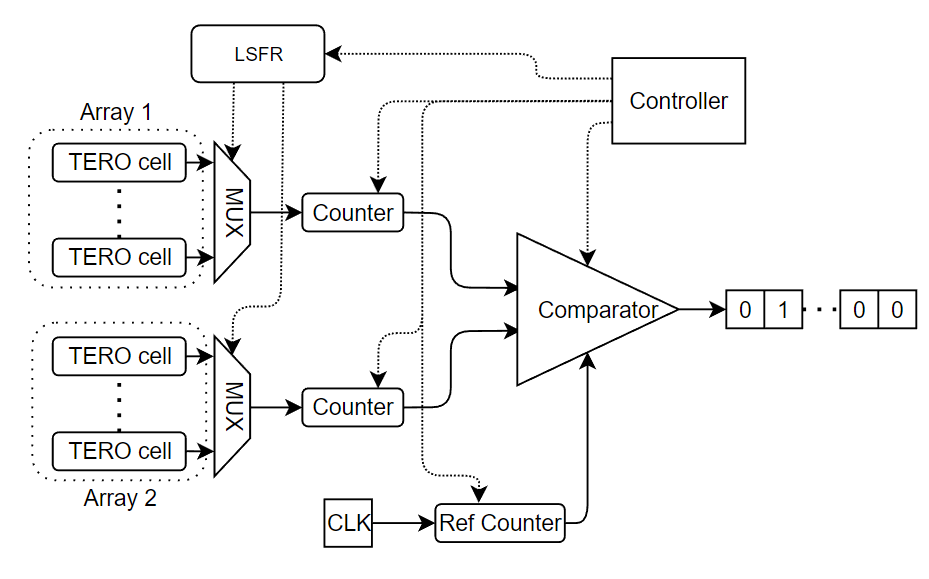 LSFR
Controller
Array 1
TERO cell
MUX
TERO cell
Counter
Comparator
0 1 0 0
TERO cell
MUX
TERO cell
Counter
Array 2
CLK
Ref Counter